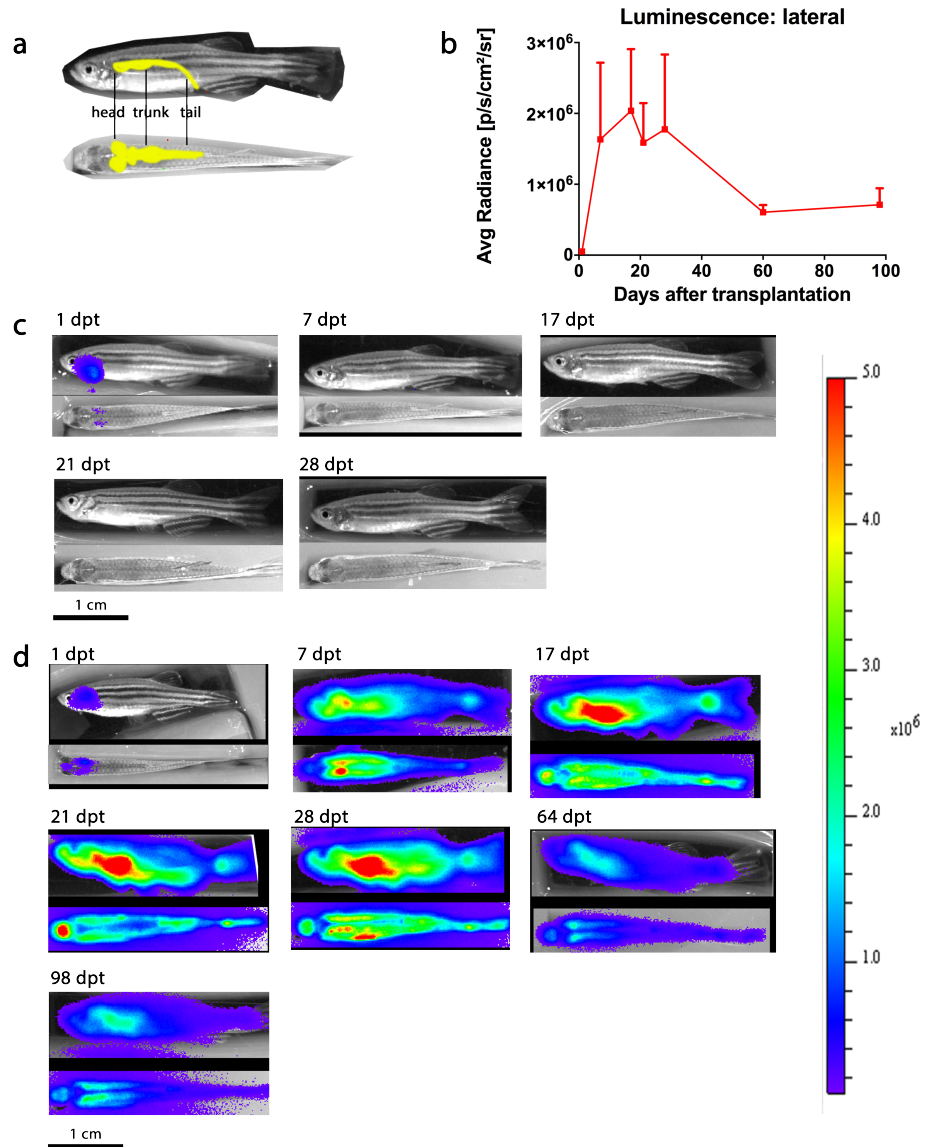 a
head trunk tail
b
Luminescence: lateral
Avg Radiance [p/s/cm²/sr]
3×10⁶
2×10⁶
1×10⁶
0
0 20 40 60 80 100
Days after transplantation
c
1 dpt 7 dpt 17 dpt
21 dpt 28 dpt
1 cm
5.0
4.0
3.0
x10⁶
2.0
1.0
d
1 dpt 7 dpt 17 dpt
21 dpt 28 dpt 64 dpt
98 dpt
1 cm